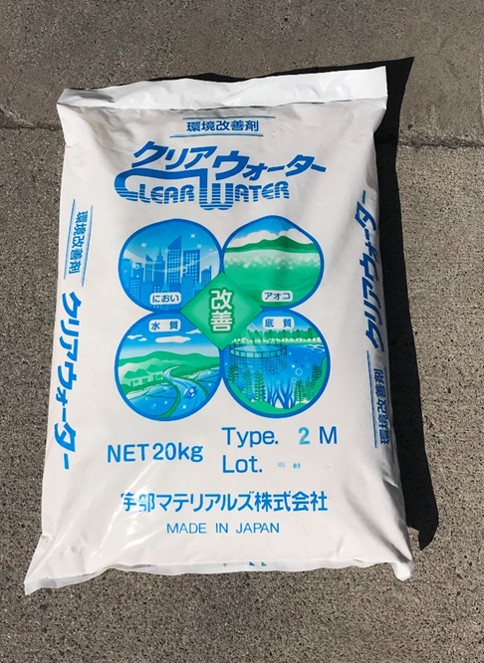 環境改善剤
クリアウォーター
CLEAR WATER
におい
アオコ
改善
水質
底質
NET 20kg
Type. 2 M
Lot.
宇部マテリアルズ株式会社
MADE IN JAPAN
環境改善剤 クリアウォーター
クリアウォーター 環境改善剤